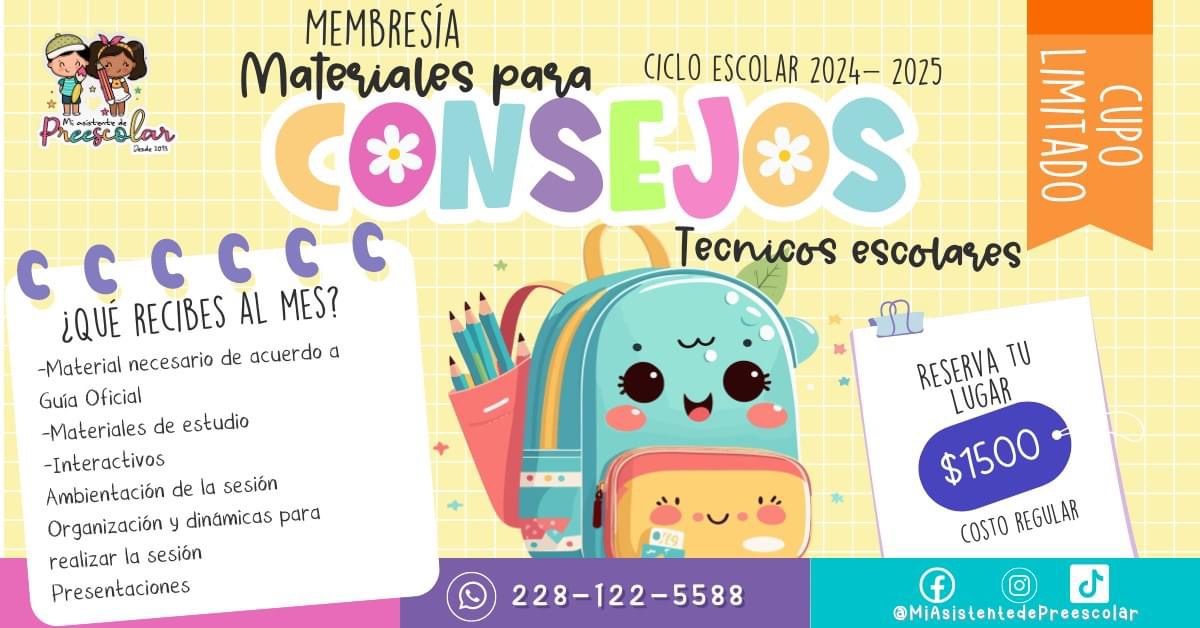 Mi asistente de
Preescolar
Desde 2013
MEMBRESÍA
Materiales para
CICLO ESCOLAR 2024- 2025
CONSEJOS
Tecnicos escolares
CUPO
LIMITADO
¿QUÉ RECIBES AL MES?
-Material necesario de acuerdo a
Guía Oficial
-Materiales de estudio
-Interactivos
Ambientación de la sesión
Organización y dinámicas para
realizar la sesión
Presentaciones
RESERVA TU
LUGAR
$1500
COSTO REGULAR
228-122-5588
@MiAsistentedePreescolar